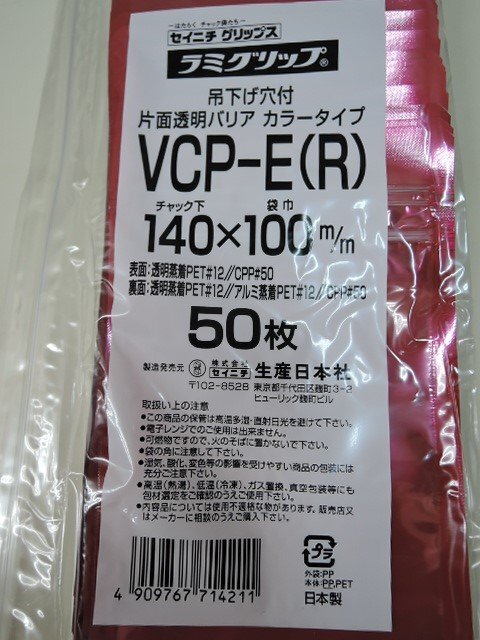 －はたらく チャック袋たち－
セイニチ グリップス
ラミグリップ®
吊下げ穴付
片面透明バリア カラータイプ
VCP-E(R)
チャック下 袋巾
140×100 m/m
表面：透明蒸着PET#12//CPP#50
裏面：透明蒸着PET#12//アルミ蒸着PET#12//CPP#50
50枚
製造発売元 株式会社 セイニチ 生産日本社
〒102-8528 東京都千代田区麹町3-2
ヒューリック麹町ビル
取扱い上の注意
●この商品の保管は高温多湿・直射日光を避けて下さい。
●電子レンジでのご使用は出来ません。
●可燃物ですので、火のそばに置かないで下さい。
●袋の角に注意して下さい。
●湿気、酸化、変色等の影響を受けやすい商品の包装には
充分ご注意下さい。
●高温（熱湯）、低温（冷凍）、ガス置換、真空包装等にも
包材選定をご確認のうえご使用下さい。
●内容品については使用不適格な物があります。販売店又
はメーカーに相談のうえご購入下さい。
プラ
外袋:PP
本体:PP,PET
日本製
4 909767 714211